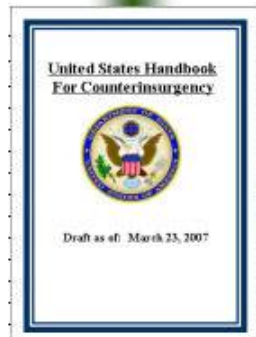 United States Handbook
For Counterinsurgency
Draft as of: March 23, 2007